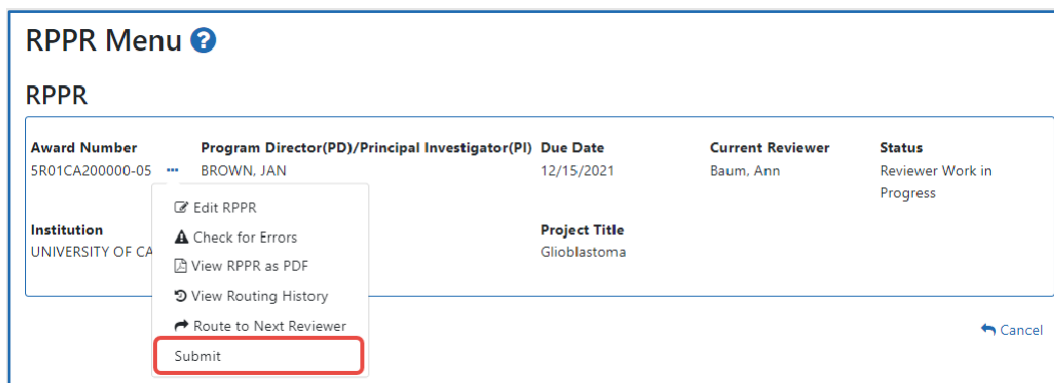 RPPR Menu ?
RPPR
Award Number Program Director(PD)/Principal Investigator(PI) Due Date Current Reviewer Status
5R01CA200000-05 ••• BROWN, JAN 12/15/2021 Baum, Ann Reviewer Work in
Progress
Edit RPPR
Institution Project Title
Check for Errors
UNIVERSITY OF CA Glioblastoma
View RPPR as PDF
View Routing History
Route to Next Reviewer
Cancel
Submit